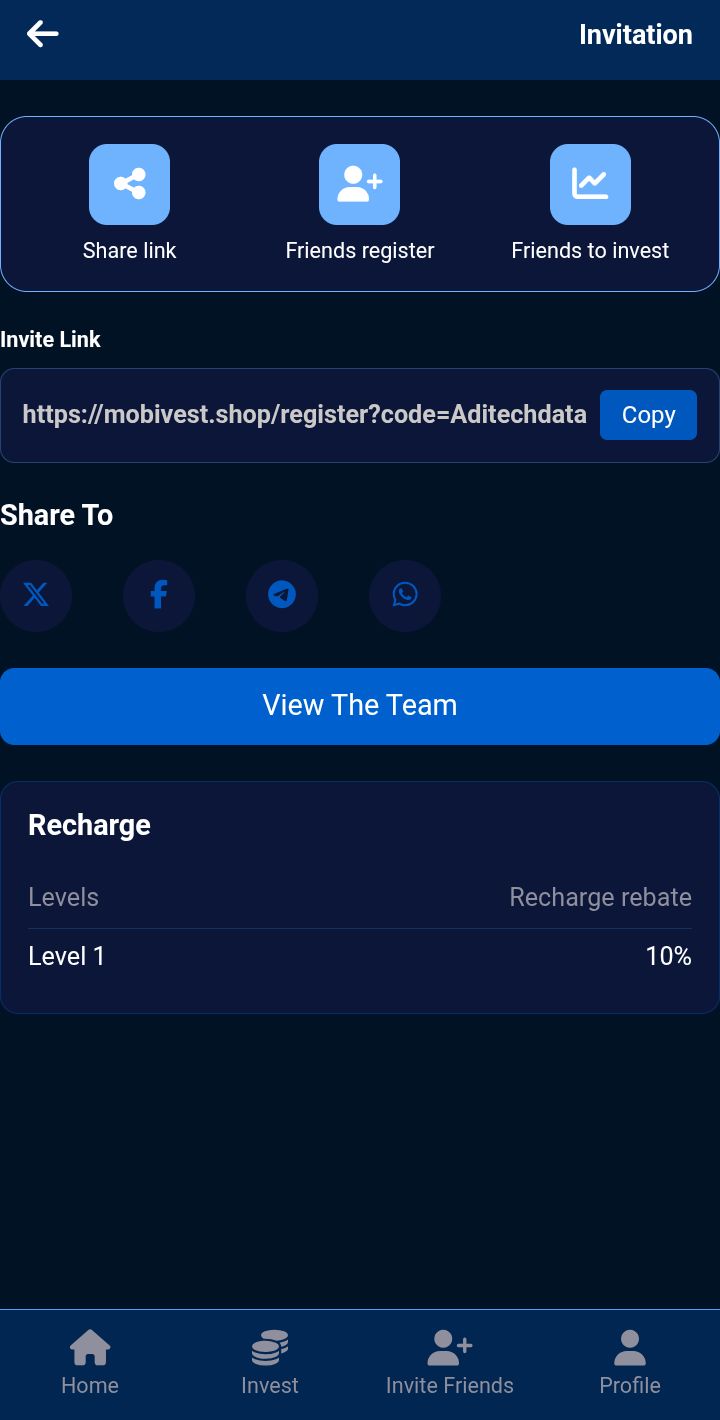 Invitation
Share link
Friends register
Friends to invest
Invite Link
https://mobivest.shop/register?code=Aditechdata
Copy
Share To
View The Team
Recharge
Levels
Recharge rebate
Level 1
10%
Home
Invest
Invite Friends
Profile